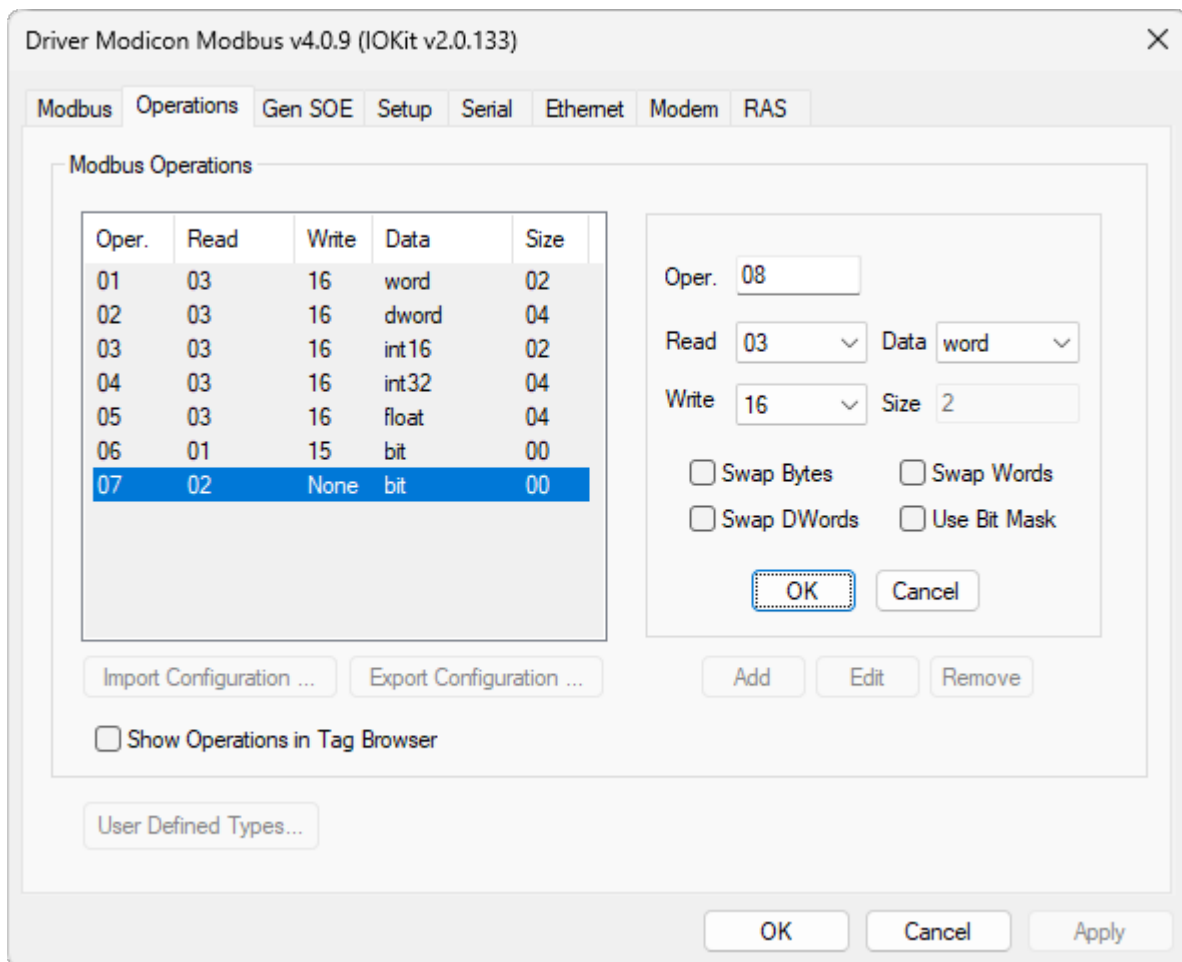 Driver Modicon Modbus v4.0.9 (IOKit v2.0.133)
Modbus Operations Gen SOE Setup Serial Ethernet Modem RAS
Modbus Operations
Oper. Read Write Data Size
01 03 16 word 02
02 03 16 dword 04
03 03 16 int16 02
04 03 16 int32 04
05 03 16 float 04
06 01 15 bit 00
07 02 None bit 00
Oper. 08
Read 03 Data word
Write 16 Size 2
Swap Bytes Swap Words
Swap DWords Use Bit Mask
OK Cancel
Import Configuration ... Export Configuration ... Add Edit Remove
Show Operations in Tag Browser
User Defined Types...
OK Cancel Apply